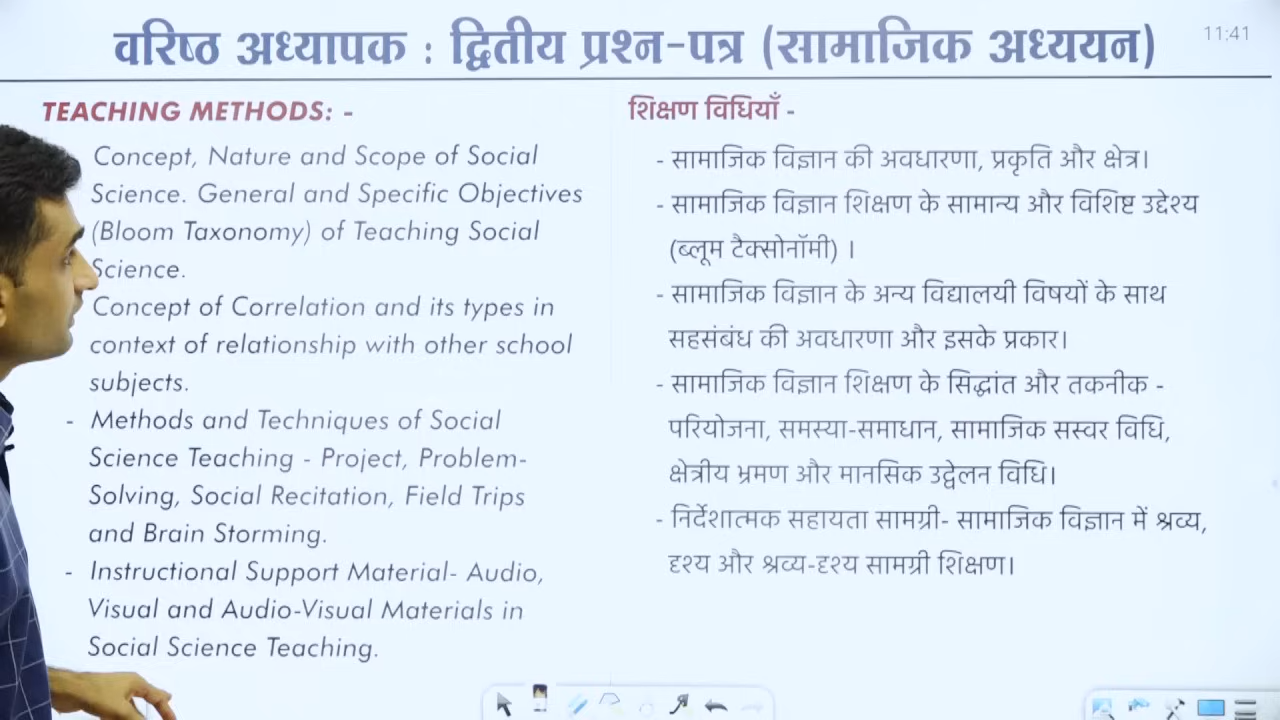 वरिष्ठ अध्यापक : द्वितीय प्रश्न-पत्र (सामाजिक अध्ययन)
11:41
TEACHING METHODS: -
Concept, Nature and Scope of Social
Science. General and Specific Objectives
(Bloom Taxonomy) of Teaching Social
Science.
Concept of Correlation and its types in
context of relationship with other school
subjects.
- Methods and Techniques of Social
Science Teaching - Project, Problem-
Solving, Social Recitation, Field Trips
and Brain Storming.
- Instructional Support Material- Audio,
Visual and Audio-Visual Materials in
Social Science Teaching.
शिक्षण विधियाँ -
- सामाजिक विज्ञान की अवधारणा, प्रकृति और क्षेत्र।
- सामाजिक विज्ञान शिक्षण के सामान्य और विशिष्ट उद्देश्य
(ब्लूम टैक्सोनॉमी) ।
- सामाजिक विज्ञान के अन्य विद्यालयी विषयों के साथ
सहसंबंध की अवधारणा और इसके प्रकार।
- सामाजिक विज्ञान शिक्षण के सिद्धांत और तकनीक -
परियोजना, समस्या-समाधान, सामाजिक सस्वर विधि,
क्षेत्रीय भ्रमण और मानसिक उद्वेलन विधि।
- निर्देशात्मक सहायता सामग्री- सामाजिक विज्ञान में श्रव्य,
दृश्य और श्रव्य-दृश्य सामग्री शिक्षण।